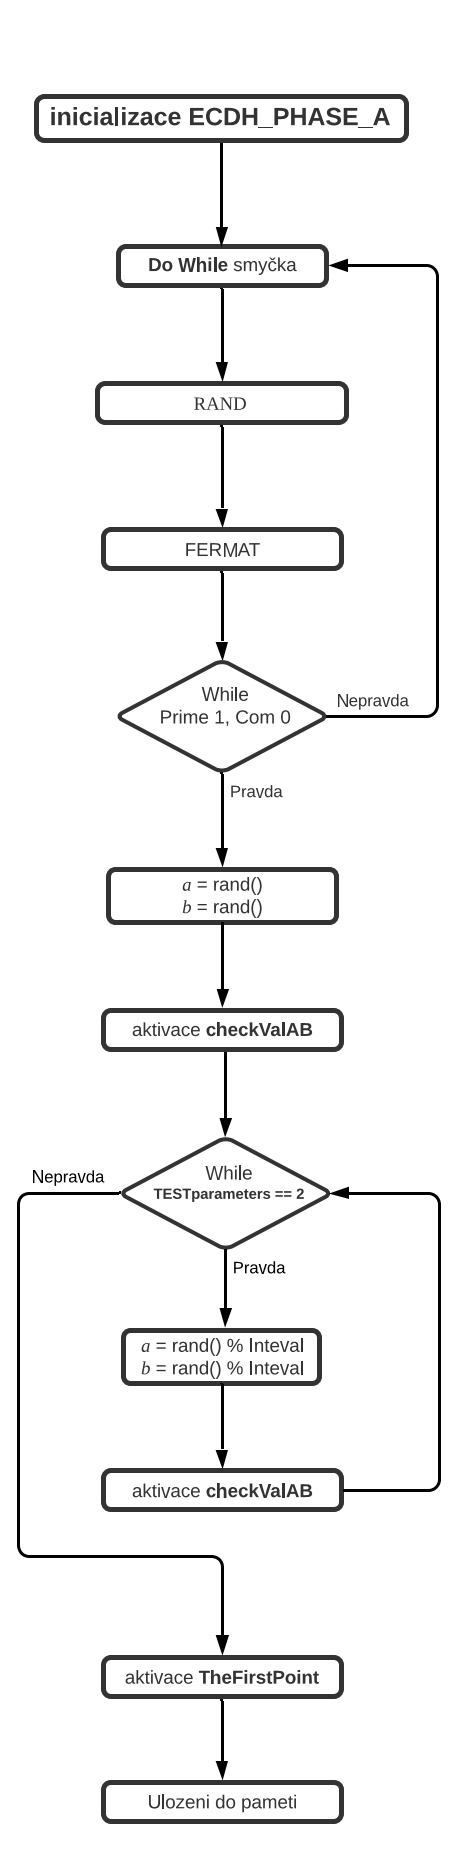 inicializace ECDH_PHASE_A
Do While smyčka
RAND
FERMAT
While
Prime 1, Com 0
Nepravda
Pravda
a = rand()
b = rand()
aktivace checkValAB
While
TESTparameters == 2
Nepravda
Pravda
a = rand() % Inteval
b = rand() % Inteval
aktivace checkValAB
aktivace TheFirstPoint
Ulozeni do pameti